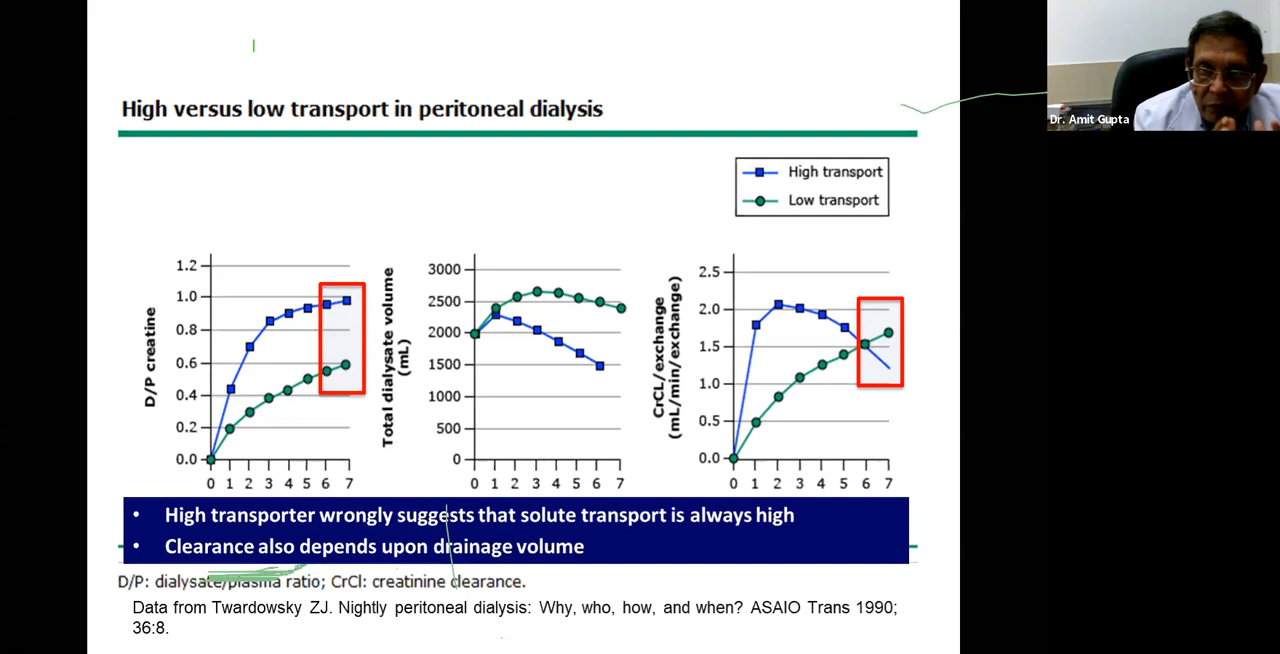 High versus low transport in peritoneal dialysis
Dr. Amit Gupta
High transport
Low transport
D/P creatine
1.2
1.0
0.8
0.6
0.4
0.2
0.0
0 1 2 3 4 5 6 7
Total dialysate volume
(mL)
3000
2500
2000
1500
1000
500
0
0 1 2 3 4 5 6 7
CrCL/exchange
(mL/min/exchange)
2.5
2.0
1.5
1.0
0.5
0.0
0 1 2 3 4 5 6 7
• High transporter wrongly suggests that solute transport is always high
• Clearance also depends upon drainage volume
D/P: dialysate/plasma ratio; CrCl: creatinine clearance.
Data from Twardowsky ZJ. Nightly peritoneal dialysis: Why, who, how, and when? ASAIO Trans 1990;
36:8.